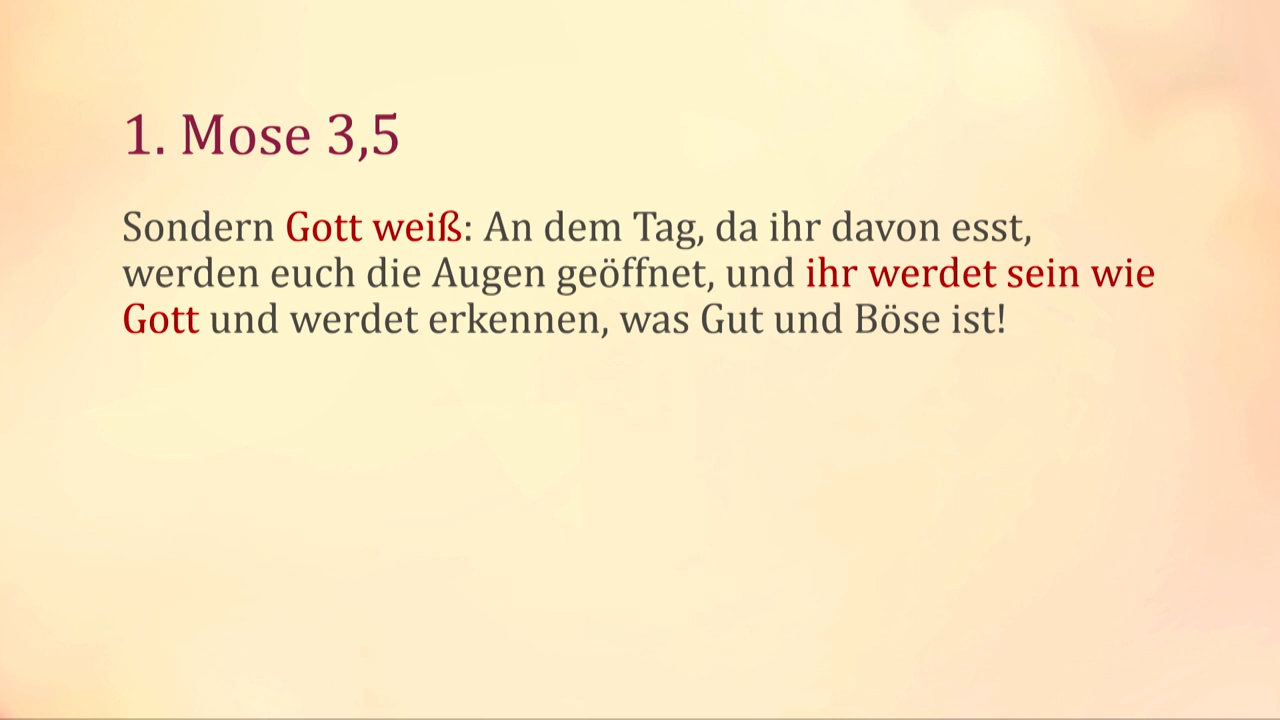 1. Mose 3,5
Sondern Gott weiß: An dem Tag, da ihr davon esst,
werden euch die Augen geöffnet, und ihr werdet sein wie
Gott und werdet erkennen, was Gut und Böse ist!